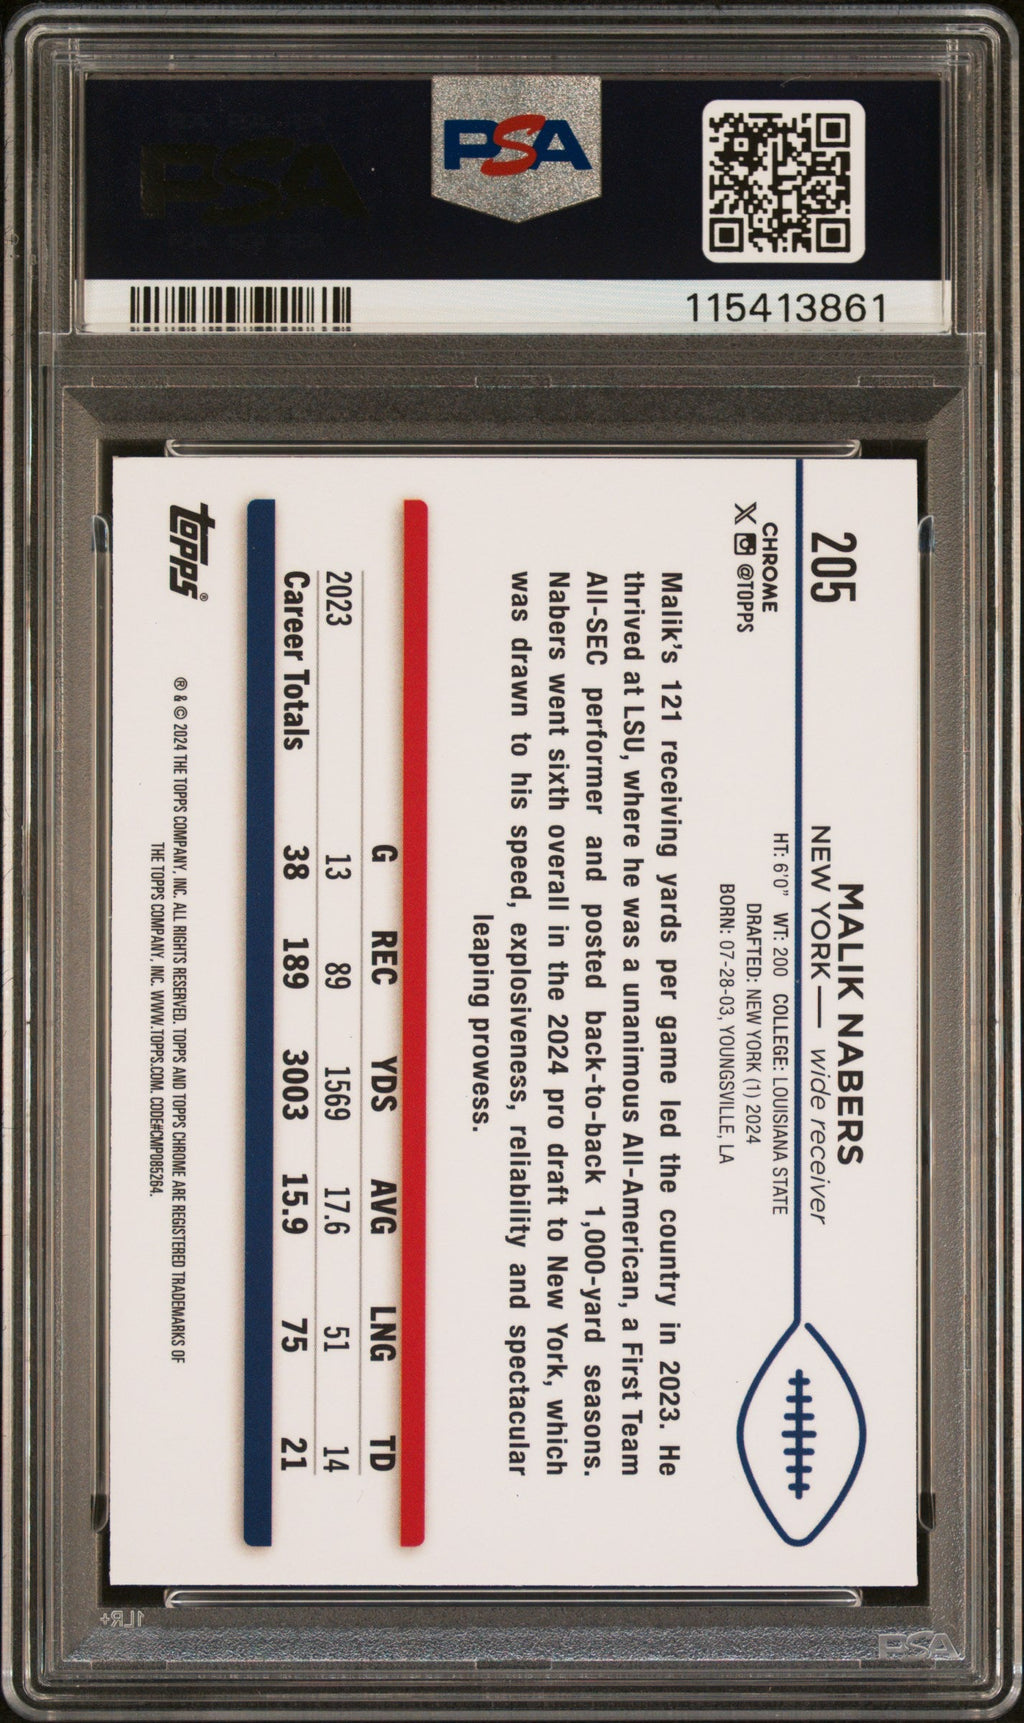 PSA
PSA
115413861
205
MALIK NABERS
NEW YORK— wide receiver
CHROME
X @TOPPS
HT: 6'0" WT: 200 COLLEGE: LOUISIANA STATE
DRAFTED: NEW YORK (1) 2024
BORN: 07-28-03, YOUNGSVILLE, LA
Malik's 121 receiving yards per game led the country in 2023. He
thrived at LSU, where he was a unanimous All-American, a First Team
All-SEC performer and posted back-to-back 1,000-yard seasons.
Nabers went sixth overall in the 2024 pro draft to New York, which
was drawn to his speed, explosiveness, reliability and spectacular
leaping prowess.
G REC YDS AVG LNG TD
2023 13 89 1569 17.6 51 14
Career Totals 38 189 3003 15.9 75 21
topps®
® & © 2024 THE TOPPS COMPANY, INC. ALL RIGHTS RESERVED. TOPPS AND TOPPS CHROME ARE REGISTERED TRADEMARKS OF
THE TOPPS COMPANY, INC. WWW.TOPPS.COM. CODE#CMP085264.
1LR+
PSA